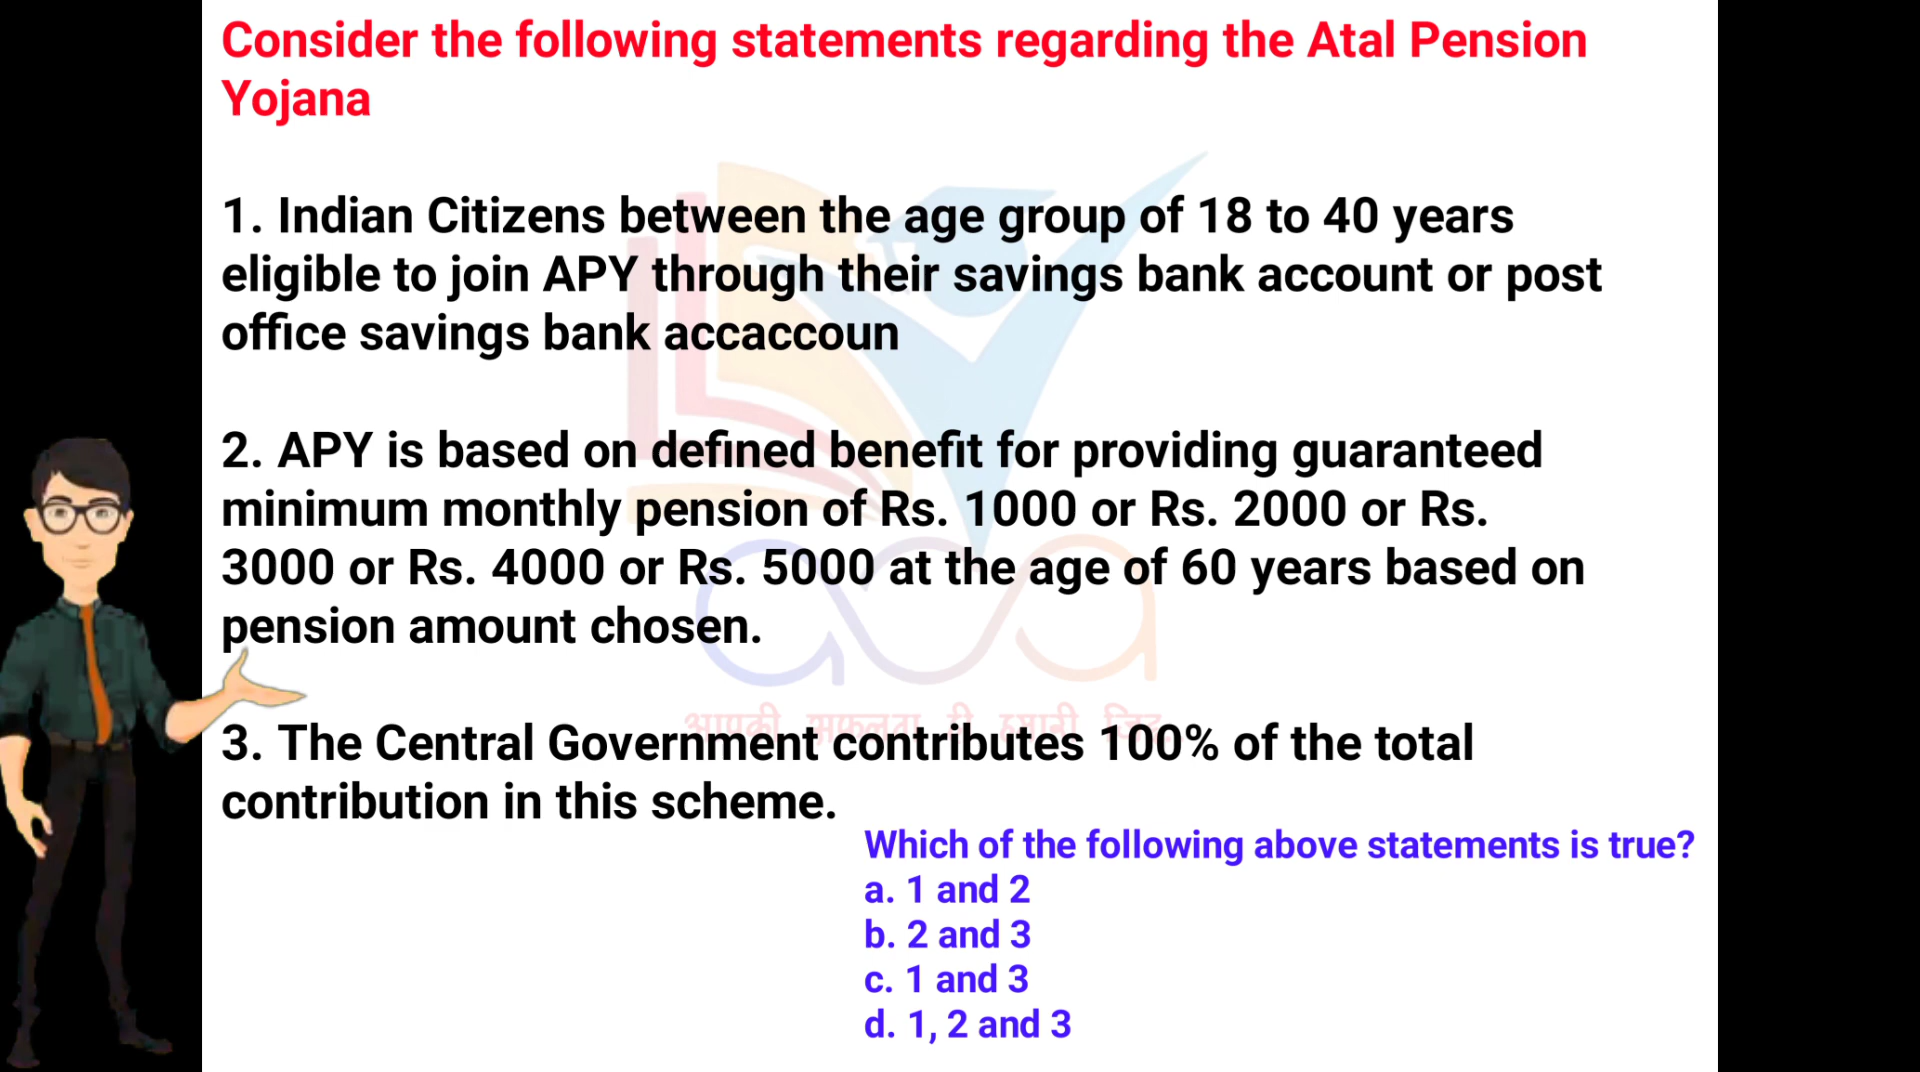 Consider the following statements regarding the Atal Pension
Yojana
1. Indian Citizens between the age group of 18 to 40 years
eligible to join APY through their savings bank account or post
office savings bank accaccoun
2. APY is based on defined benefit for providing guaranteed
minimum monthly pension of Rs. 1000 or Rs. 2000 or Rs.
3000 or Rs. 4000 or Rs. 5000 at the age of 60 years based on
pension amount chosen.
3. The Central Government contributes 100% of the total
contribution in this scheme.
Which of the following above statements is true?
a. 1 and 2
b. 2 and 3
c. 1 and 3
d. 1, 2 and 3